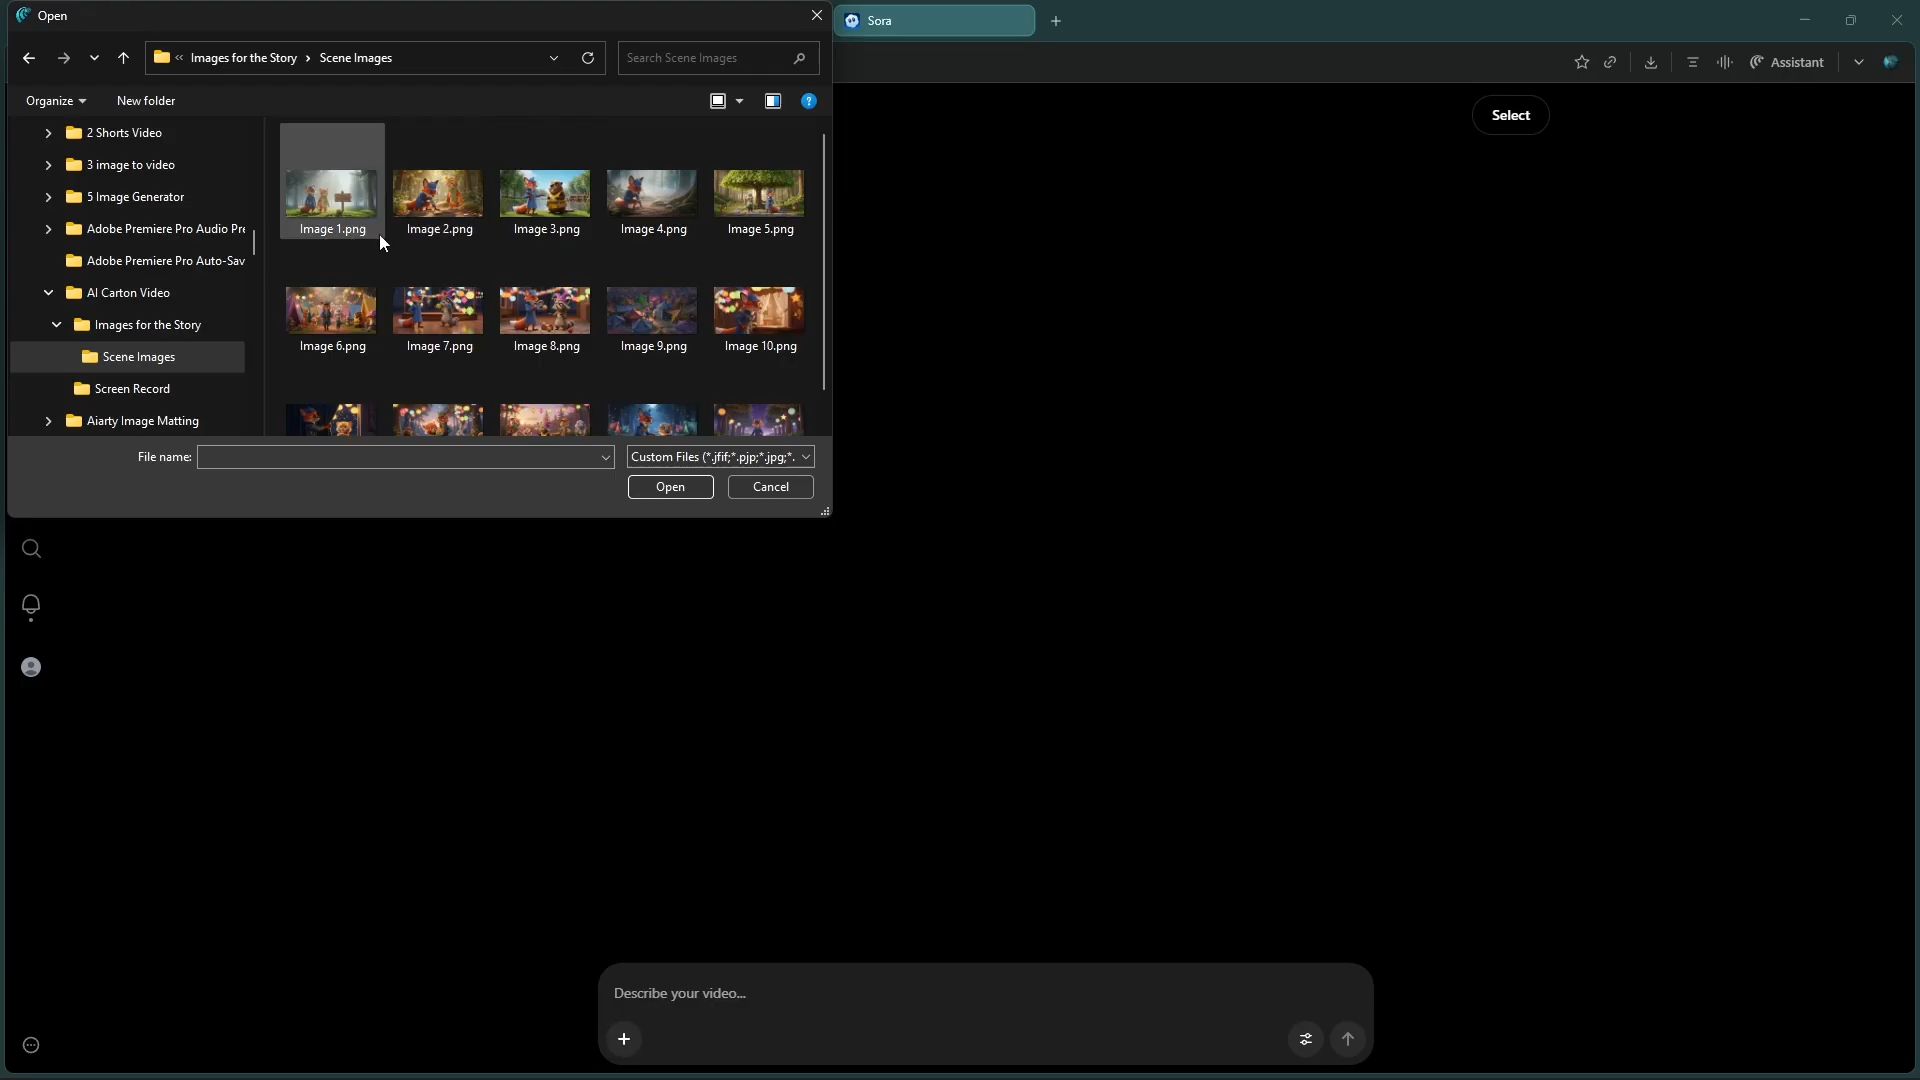 Open
Sora
Images for the Story
Scene Images
Search Scene Images
Assistant
Organize
New folder
Select
2 Shorts Video
3 image to video
5 Image Generator
Adobe Premiere Pro Audio Pre
Adobe Premiere Pro Auto-Sav
AI Carton Video
Images for the Story
Scene Images
Screen Record
Aiarty Image Matting
Image 1.png
Image 2.png
Image 3.png
Image 4.png
Image 5.png
Image 6.png
Image 7.png
Image 8.png
Image 9.png
Image 10.png
File name:
Custom Files (*.jfif;*.pjp;*.jpg;*.
Open
Cancel
Describe your video...